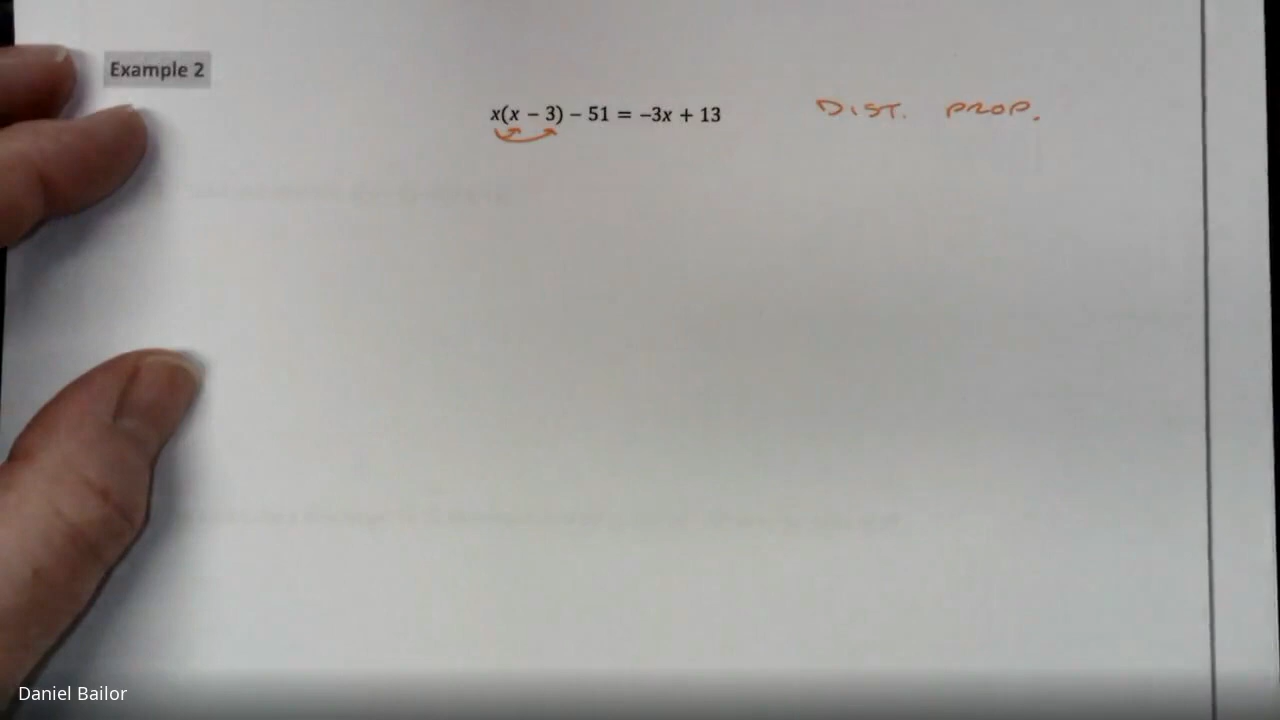 Example 2
x(x − 3) − 51 = −3x + 13
DIST. PROP.
Daniel Bailor